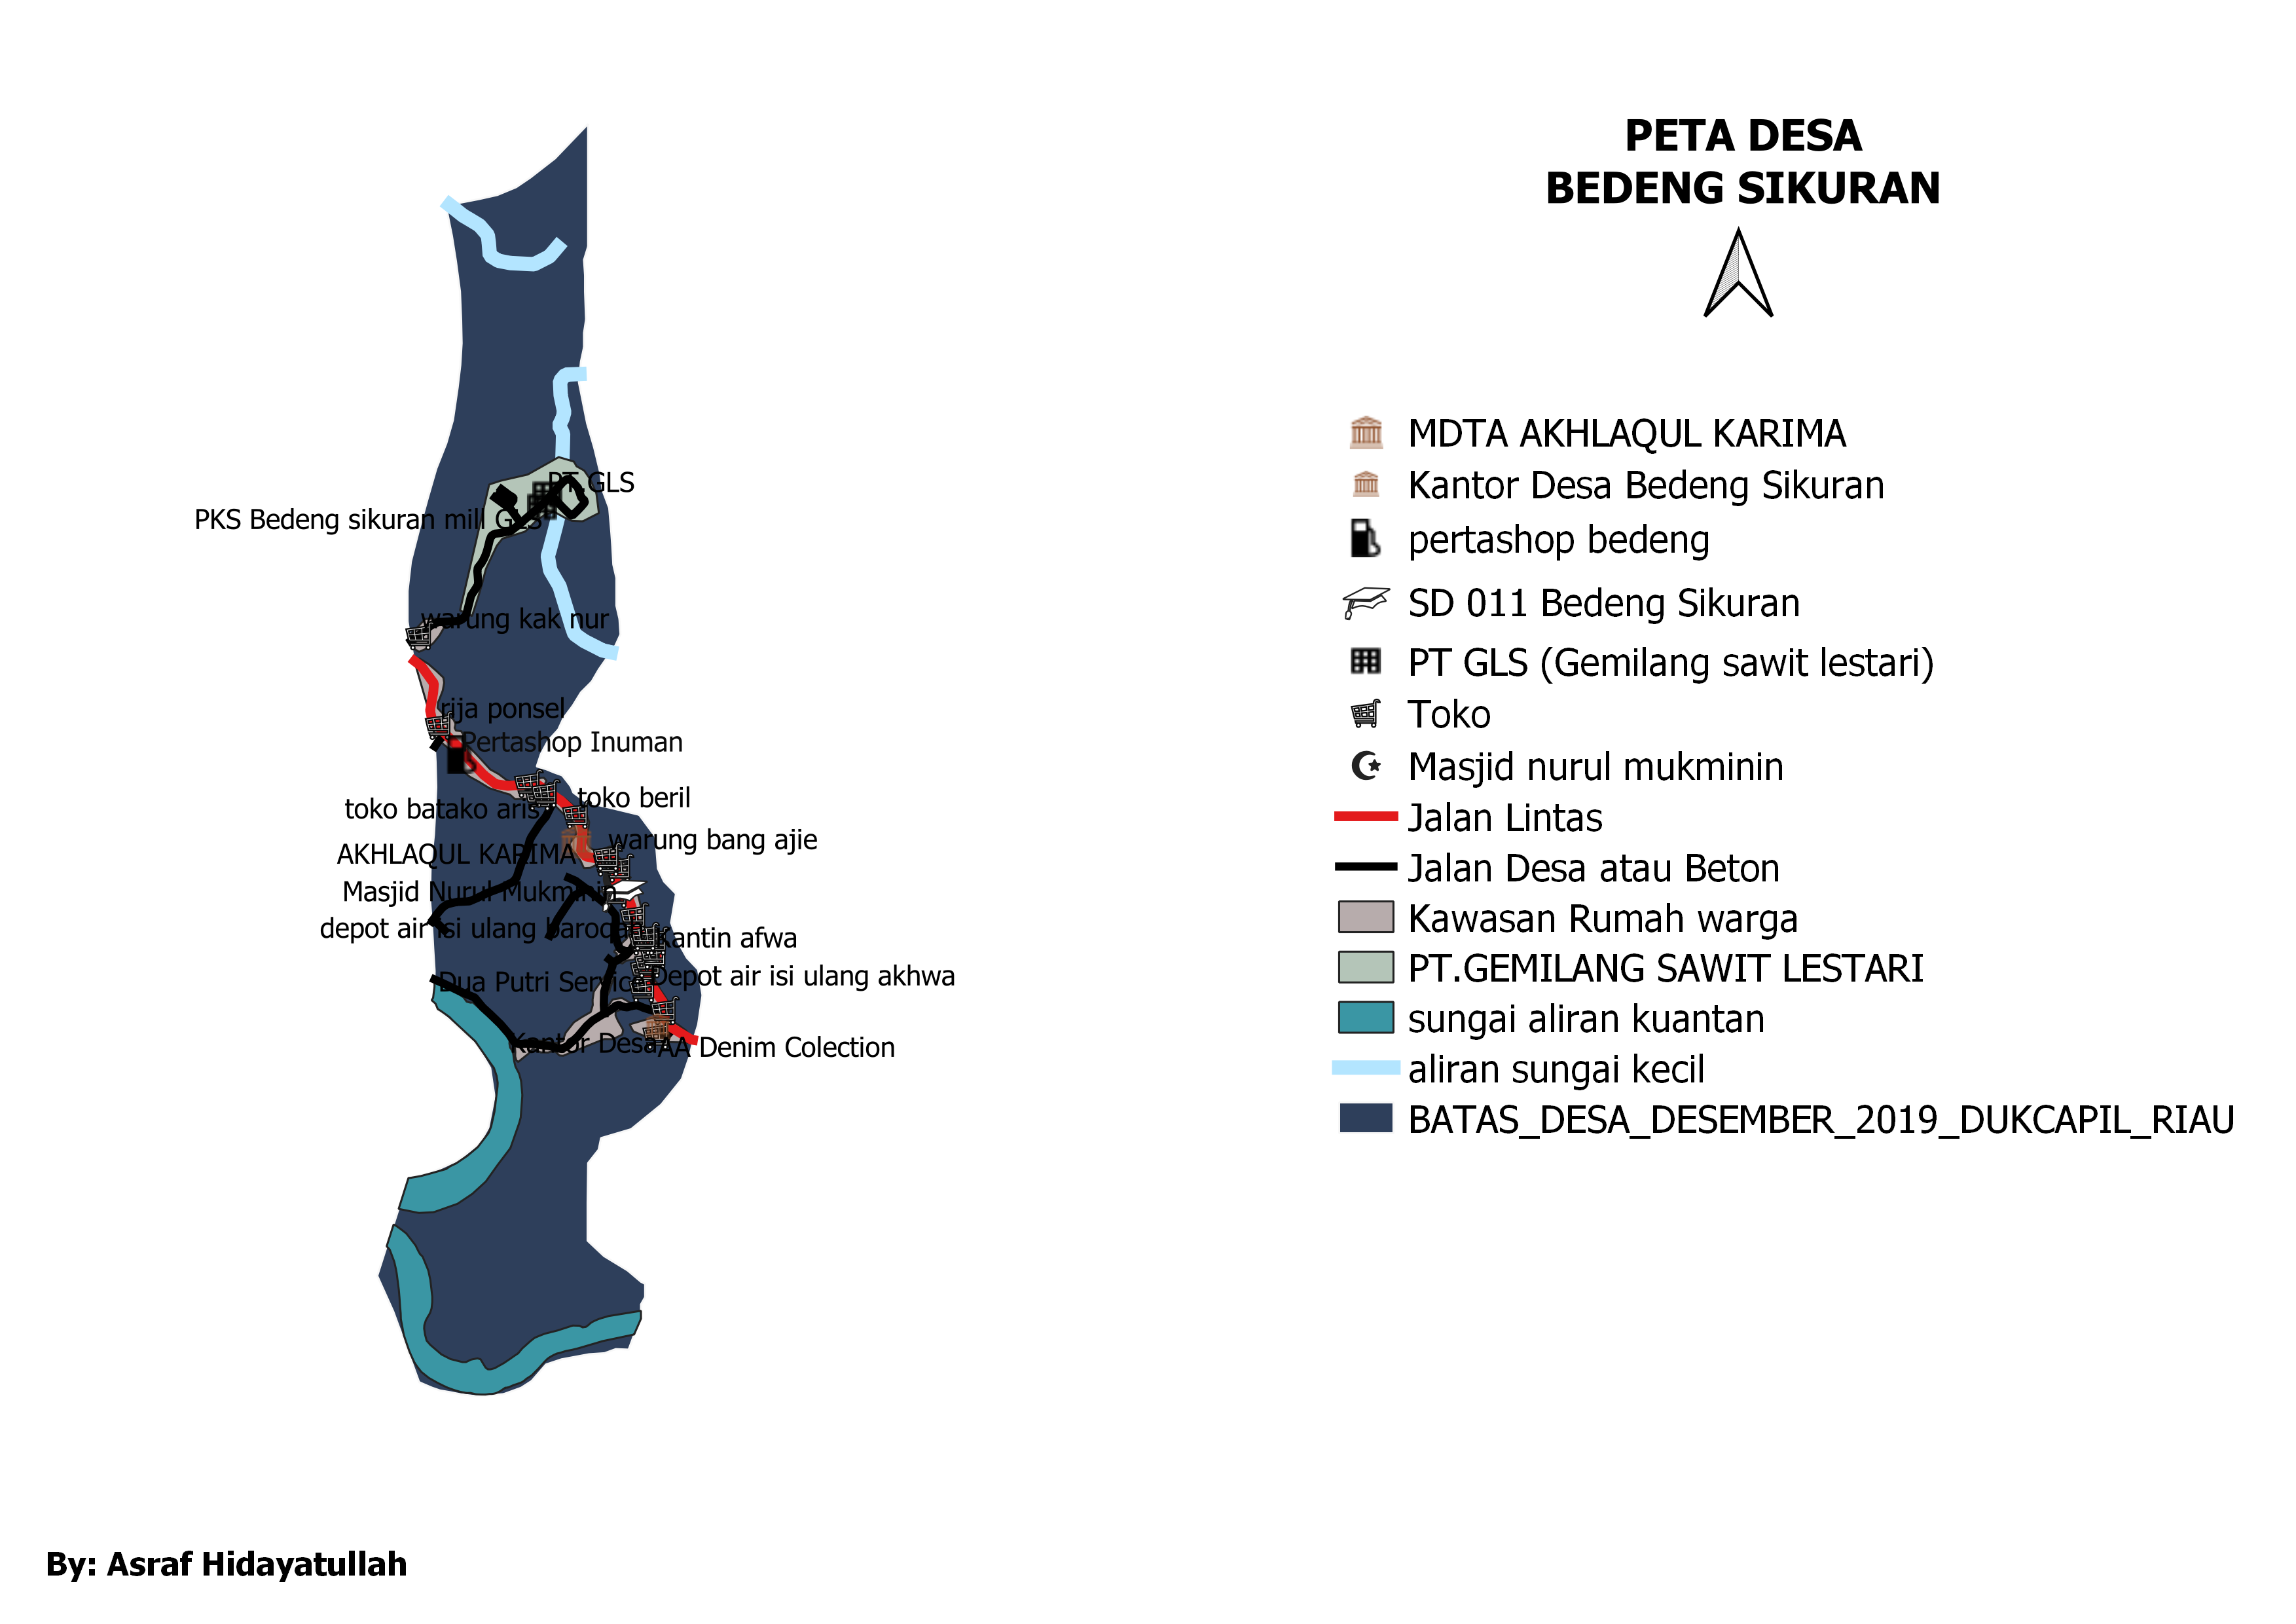 PETA DESA
BEDENG SIKURAN
MDTA AKHLAQUL KARIMA
Kantor Desa Bedeng Sikuran
pertashop bedeng
SD 011 Bedeng Sikuran
PT GLS (Gemilang sawit lestari)
Toko
Masjid nurul mukminin
Jalan Lintas
Jalan Desa atau Beton
Kawasan Rumah warga
PT.GEMILANG SAWIT LESTARI
sungai aliran kuantan
aliran sungai kecil
BATAS_DESA_DESEMBER_2019_DUKCAPIL_RIAU
PT.GLS
PKS Bedeng sikuran mill GLS
warung kak nur
rija ponsel
Pertashop Inuman
toko beril
toko batako aris
warung bang ajie
AKHLAQUL KARIMA
Masjid Nurul Mukminin
depot air isi ulang
Kantin afwa
Depot air isi ulang akhwa
Dua Putri Service
Kantor Desa
AA Denim Colection
By: Asraf Hidayatullah